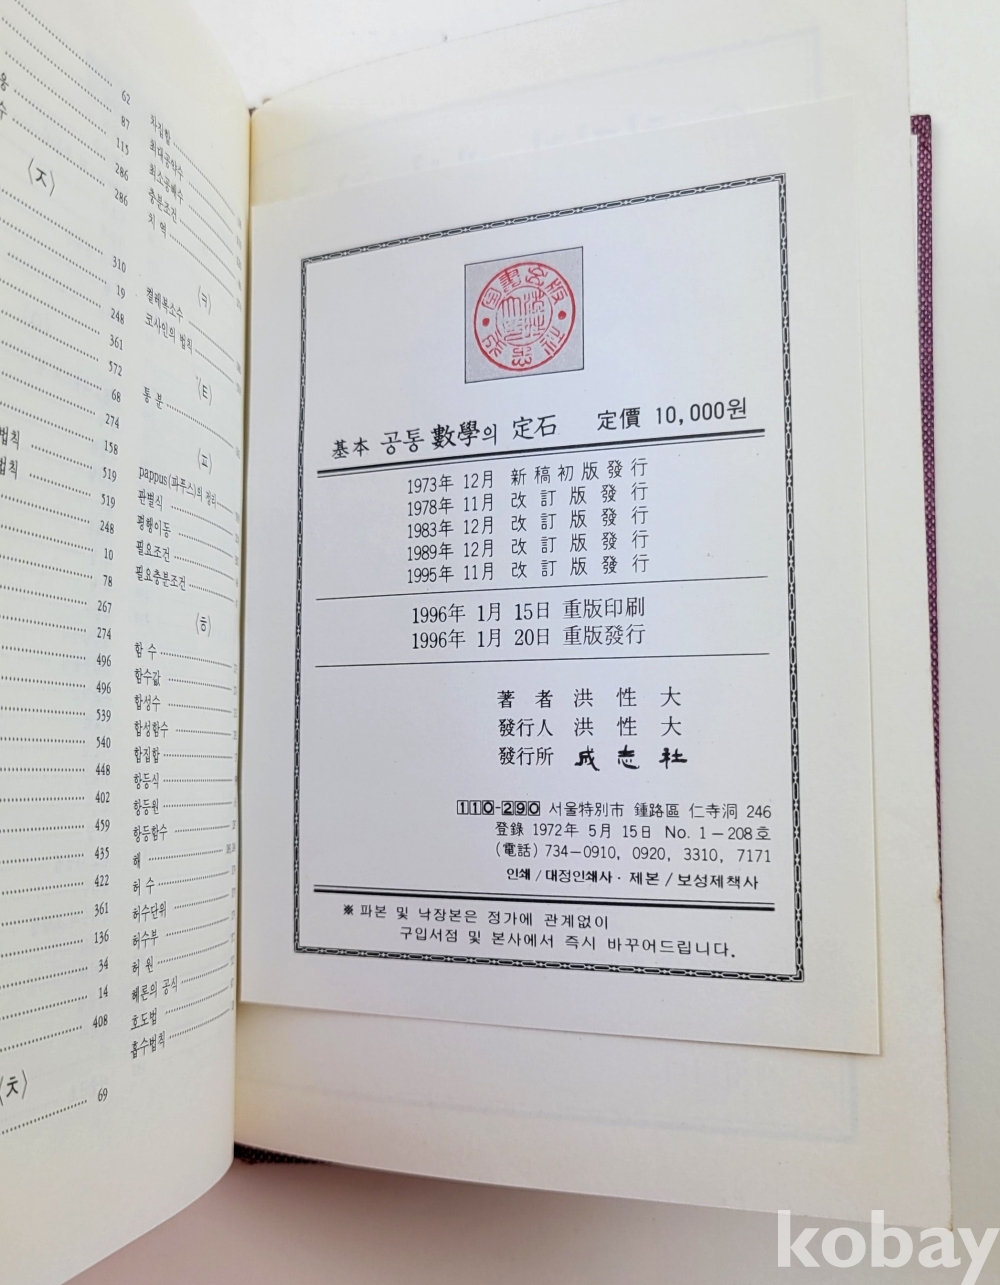 62
87
115
286
286
〈ㅈ〉
310
19
248
361
572
68
274
법칙 158
법칙 519
519
248
10
78
267
274
496
496
539
540
448
402
459
435
422
361
136
34
14
408
〈ㅊ〉
69
차집합
최대공약수
최소공배수
충분조건
치역
〈ㅋ〉
켤레복소수
코사인의 법칙
〈ㅌ〉
통분
〈ㅍ〉
pappus(파푸스)의 정리
판별식
평행이동
필요조건
필요충분조건
〈ㅎ〉
함수
함수값
합성수
합성함수
합집합
항등식
항등원
항등함수
해
허수
허수단위
허수부
허원
헤론의 공식
호도법
흡수법칙
基本 공통 數學의 定石 定價 10,000원
1973年 12月 新稿初版發行
1978年 11月 改訂版發行
1983年 12月 改訂版發行
1989年 12月 改訂版發行
1995年 11月 改訂版發行
1996年 1月 15日 重版印刷
1996年 1月 20日 重版發行
著者 洪性大
發行人 洪性大
發行所 成志社
110-290 서울特別市 鍾路區 仁寺洞 246
登錄 1972年 5月 15日 No. 1－208호
(電話) 734－0910, 0920, 3310, 7171
인쇄/대정인쇄사·제본/보성제책사
※ 파본 및 낙장본은 정가에 관계없이
구입서점 및 본사에서 즉시 바꾸어드립니다.
kobay